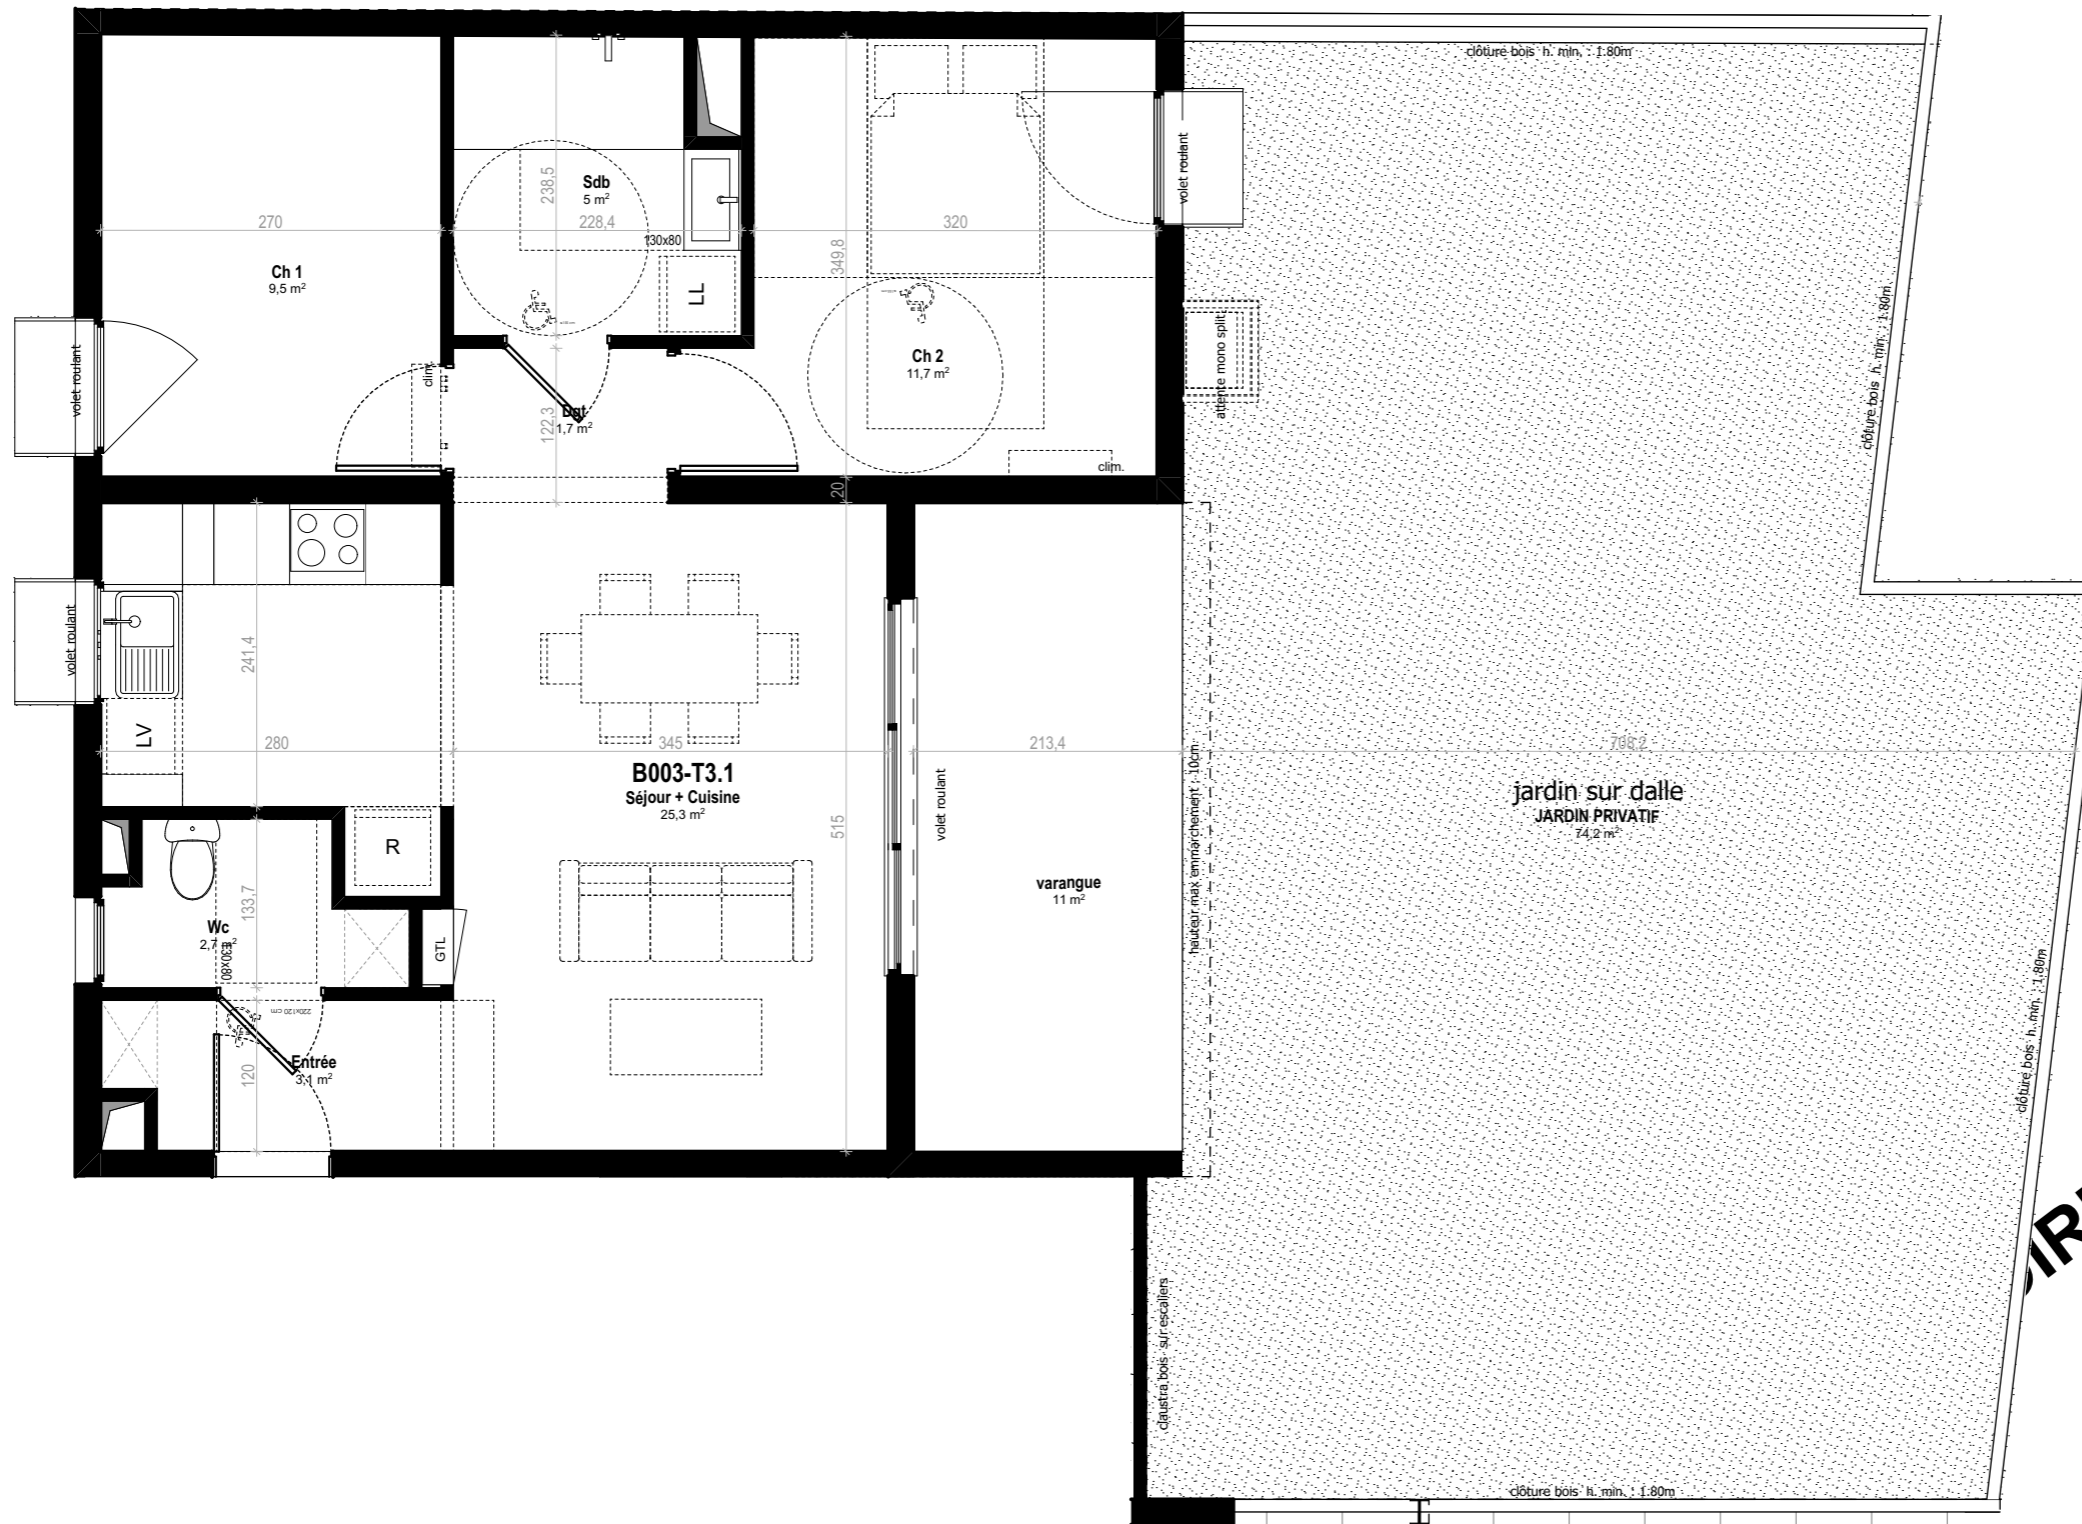 clôture bois h. min. : 1.80m
volet roulant
238,5
Sdb
5 m²
270
228,4
320
130x80
349,8
Ch 1
9,5 m²
LL
clôture bois h. min. : 1.80m
volet roulant
clim.
Ch 2
11,7 m²
attente mono split
Dgt
1,7 m²
122,3
clim.
20
volet roulant
241,4
LV
280
345
213,4
708,2
B003-T3.1
Séjour + Cuisine
25,3 m²
volet roulant
hauteur max emmarchement : 10cm
jardin sur dalle
JARDIN PRIVATIF
74,2 m²
515
R
133,7
varangue
11 m²
Wc
2,7 m²
130x80
GTL
220x120 cm
Entrée
3,1 m²
120
clôture bois h. min. : 1.80m
claustra bois sur escaliers
clôture bois h. min. : 1.80m